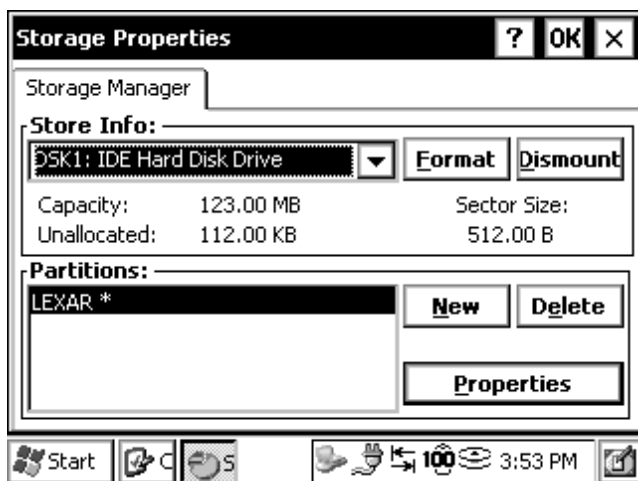 Storage Properties ? OK ×
Storage Manager
Store Info:
DSK1: IDE Hard Disk Drive
Format
Dismount
Capacity: 123.00 MB
Sector Size:
Unallocated: 112.00 KB
512.00 B
Partitions:
LEXAR *
New
Delete
Properties
Start
C
S
100
3:53 PM